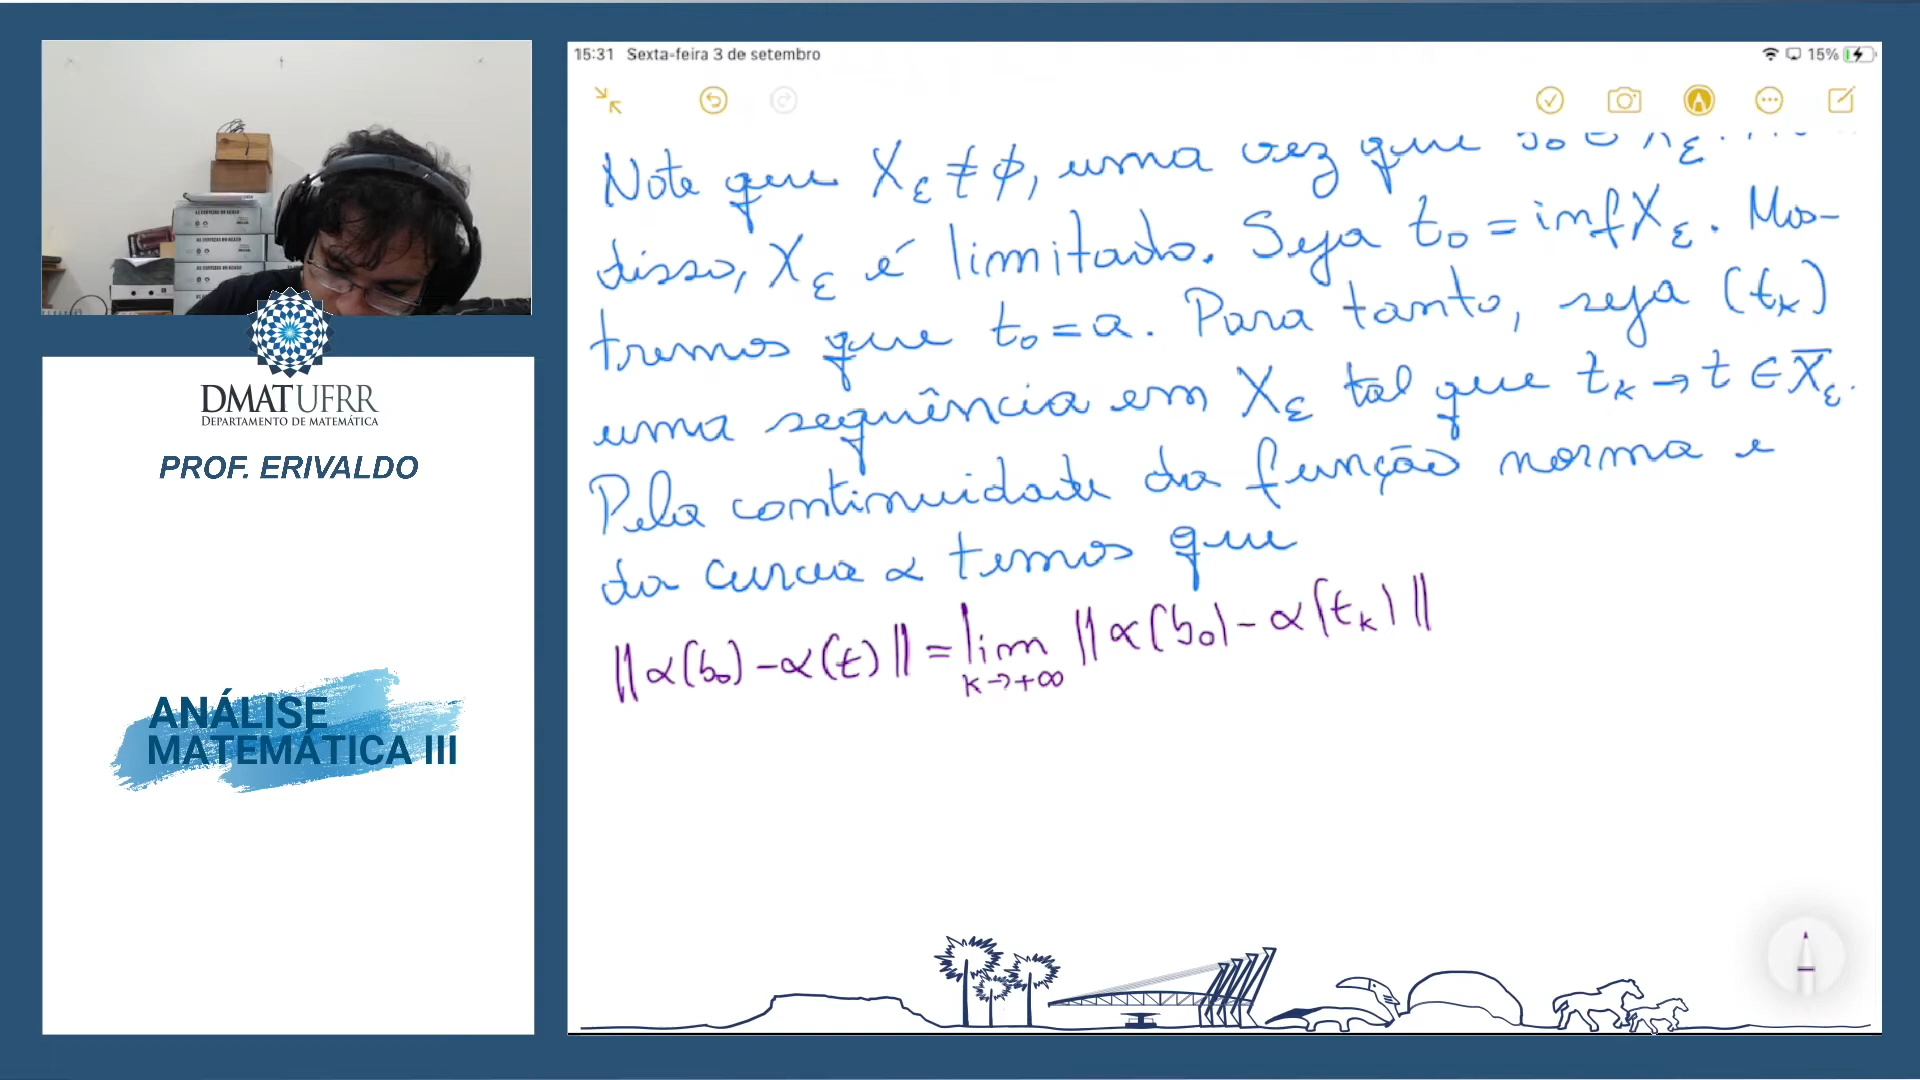 15:31 Sexta-feira 3 de setembro
15%
Note que X_ε ≠ ϕ, uma vez que b₀ ∈ X_ε.
disso, X_ε é limitado. Seja t₀ = inf X_ε. Mos-
tremos que t₀ = a. Para tanto, seja (t_k)
uma sequência em X_ε tal que t_k → t ∈ X̄_ε.
Pela continuidade da função norma e
da curva α temos que
||α(b₀) - α(t)|| = lim ||α(b₀) - α(t_k)||
k→+∞
DMATUFRR
DEPARTAMENTO DE MATEMÁTICA
PROF. ERIVALDO
ANÁLISE
MATEMÁTICA III